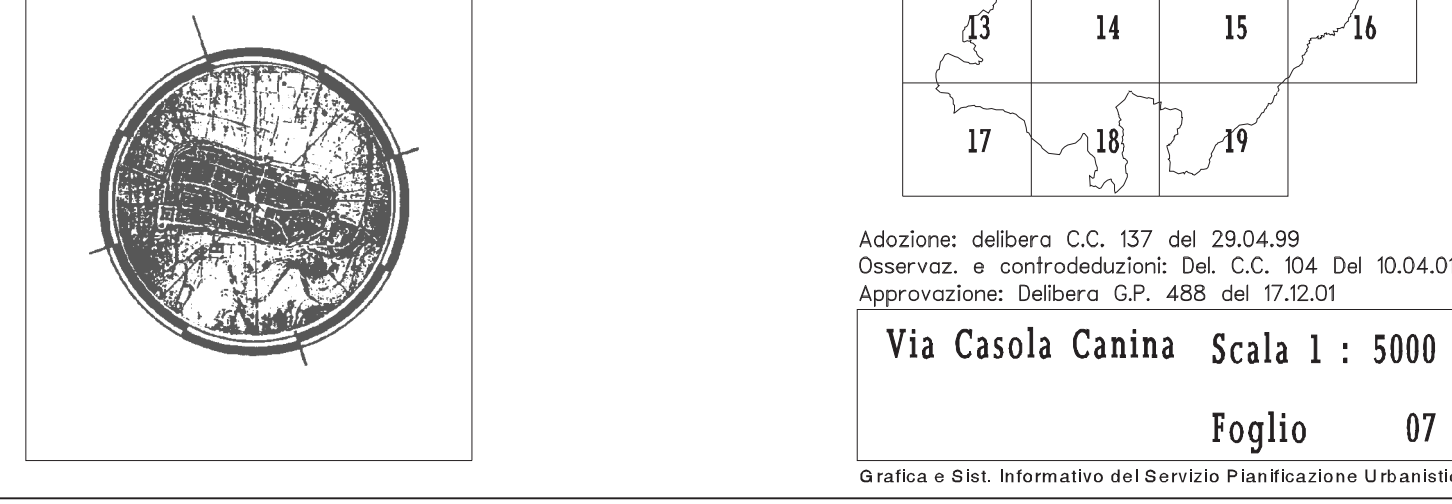 13 14 15 16
17 18 19
Adozione: delibera C.C. 137 del 29.04.99
Osservaz. e controdeduzioni: Del. C.C. 104 Del 10.04.01
Approvazione: Delibera G.P. 488 del 17.12.01
Via Casola Canina Scala 1 : 5000
Foglio 07
Grafica e Sist. Informativo del Servizio Pianificazione